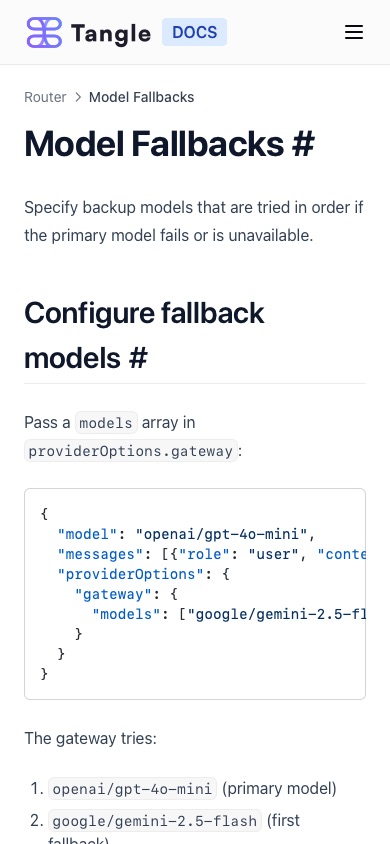 Tangle DOCS
Router > Model Fallbacks
Model Fallbacks #
Specify backup models that are tried in order if
the primary model fails or is unavailable.
Configure fallback
models #
Pass a models array in
providerOptions.gateway:
{
"model": "openai/gpt-4o-mini",
"messages": [{"role": "user", "conte
"providerOptions": {
"gateway": {
"models": ["google/gemini-2.5-fl
}
}
}
The gateway tries:
1. openai/gpt-4o-mini (primary model)
2. google/gemini-2.5-flash (first
fallback)